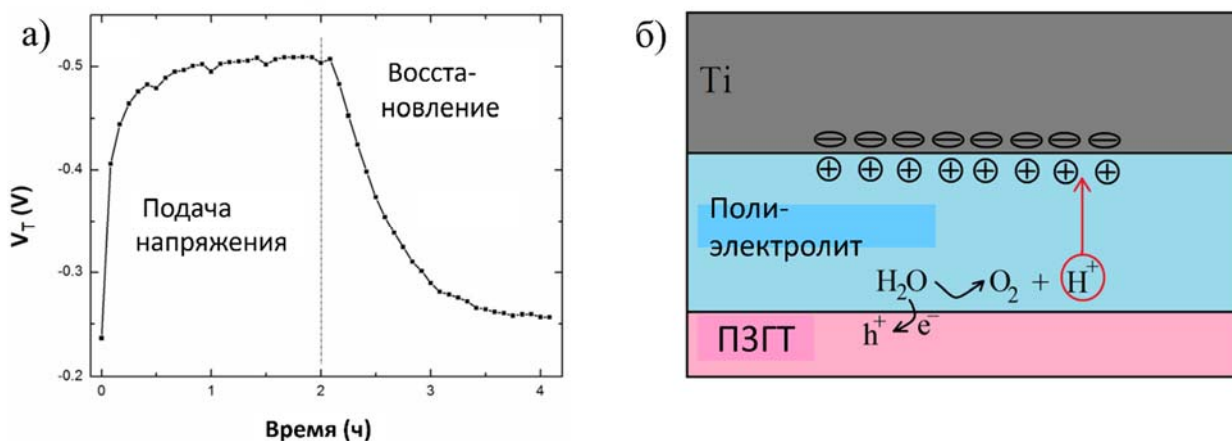 а)
-0.5
-0.4
-0.3
-0.2
V_T (V)
Подача
напряжения
Восста-
новление
0
1
2
3
4
Время (ч)
б)
Ti
Поли-
электролит
H₂O
O₂ + H⁺
h⁺
e⁻
ПЗГТ